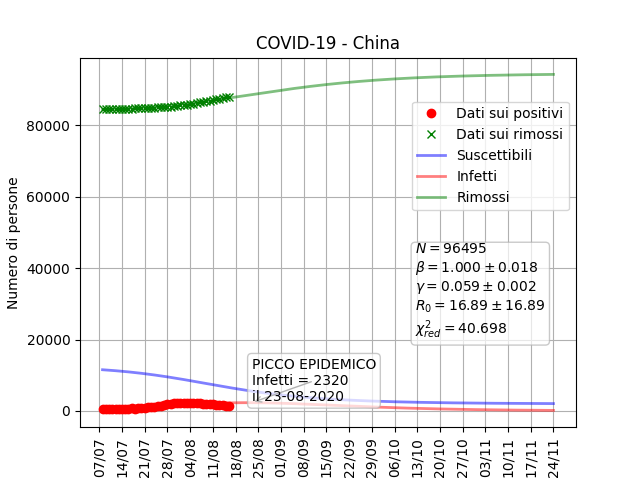 COVID-19 - China
Numero di persone
80000
60000
40000
20000
0
Dati sui positivi
Dati sui rimossi
Suscettibili
Infetti
Rimossi
N = 96495
β = 1.000 ± 0.018
γ = 0.059 ± 0.002
R₀ = 16.89 ± 16.89
χ²red = 40.698
PICCO EPIDEMICO
Infetti = 2320
il 23-08-2020
07/07
14/07
21/07
28/07
04/08
11/08
18/08
25/08
01/09
08/09
15/09
22/09
29/09
06/10
13/10
20/10
27/10
03/11
10/11
17/11
24/11